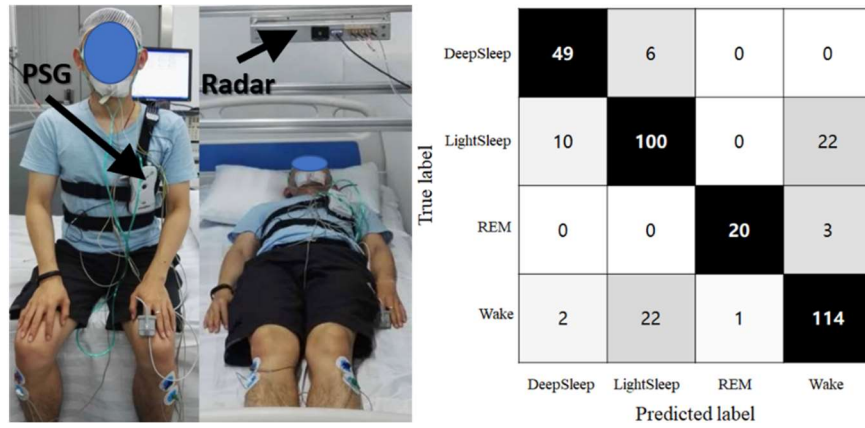 PSG
Radar
True label
DeepSleep 49 6 0 0
LightSleep 10 100 0 22
REM 0 0 20 3
Wake 2 22 1 114
DeepSleep LightSleep REM Wake
Predicted label